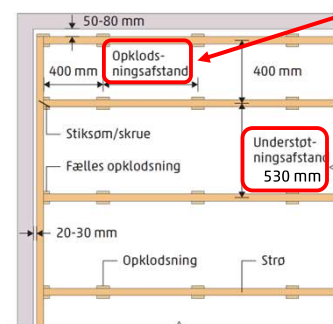 50-80 mm
Opklods-
ningsafstand
400 mm
400 mm
Stiksøm/skrue
Understøt-
ningsafstand
530 mm
Fælles opklodsning
20-30 mm
Opklodsning
Strø